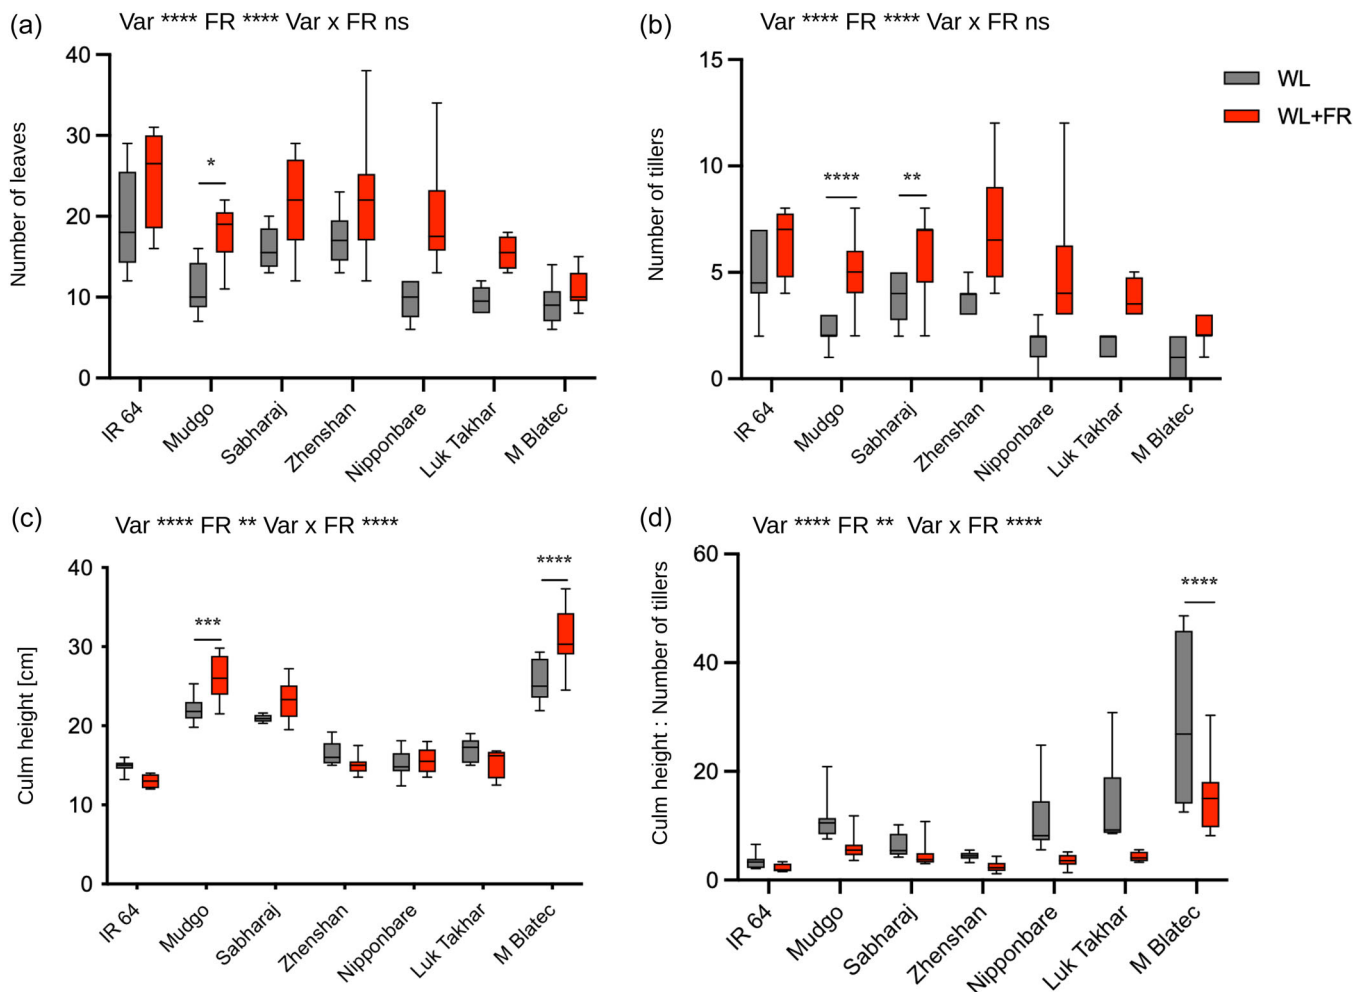 (a) Var **** FR **** Var x FR ns
Number of leaves
40
30
20
10
0
*
IR 64
Mudgo
Sabharaj
Zhenshan
Nipponbare
Luk Takhar
M Blatec
(b) Var **** FR **** Var x FR ns
Number of tillers
15
10
5
0
****
**
IR 64
Mudgo
Sabharaj
Zhenshan
Nipponbare
Luk Takhar
M Blatec
WL
WL+FR
(c) Var **** FR ** Var x FR ****
Culm height [cm]
40
30
20
10
0
***
****
IR 64
Mudgo
Sabharaj
Zhenshan
Nipponbare
Luk Takhar
M Blatec
(d) Var **** FR ** Var x FR ****
Culm height : Number of tillers
60
40
20
0
****
IR 64
Mudgo
Sabharaj
Zhenshan
Nipponbare
Luk Takhar
M Blatec